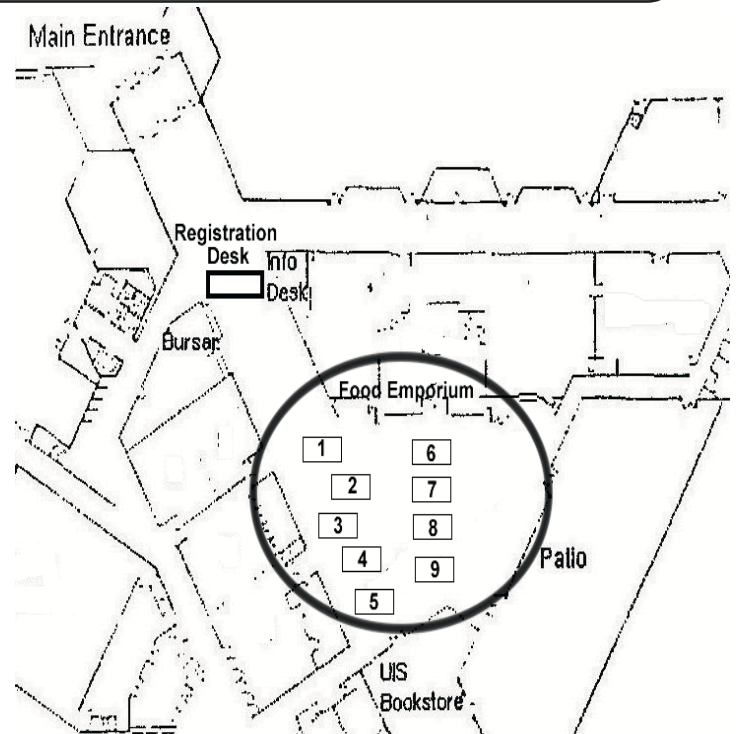 Main Entrance
Registration
Desk
Info
Desk
Bursar
Food Emporium
1
6
2
7
3
8
4
9
5
Patio
UIS
Bookstore